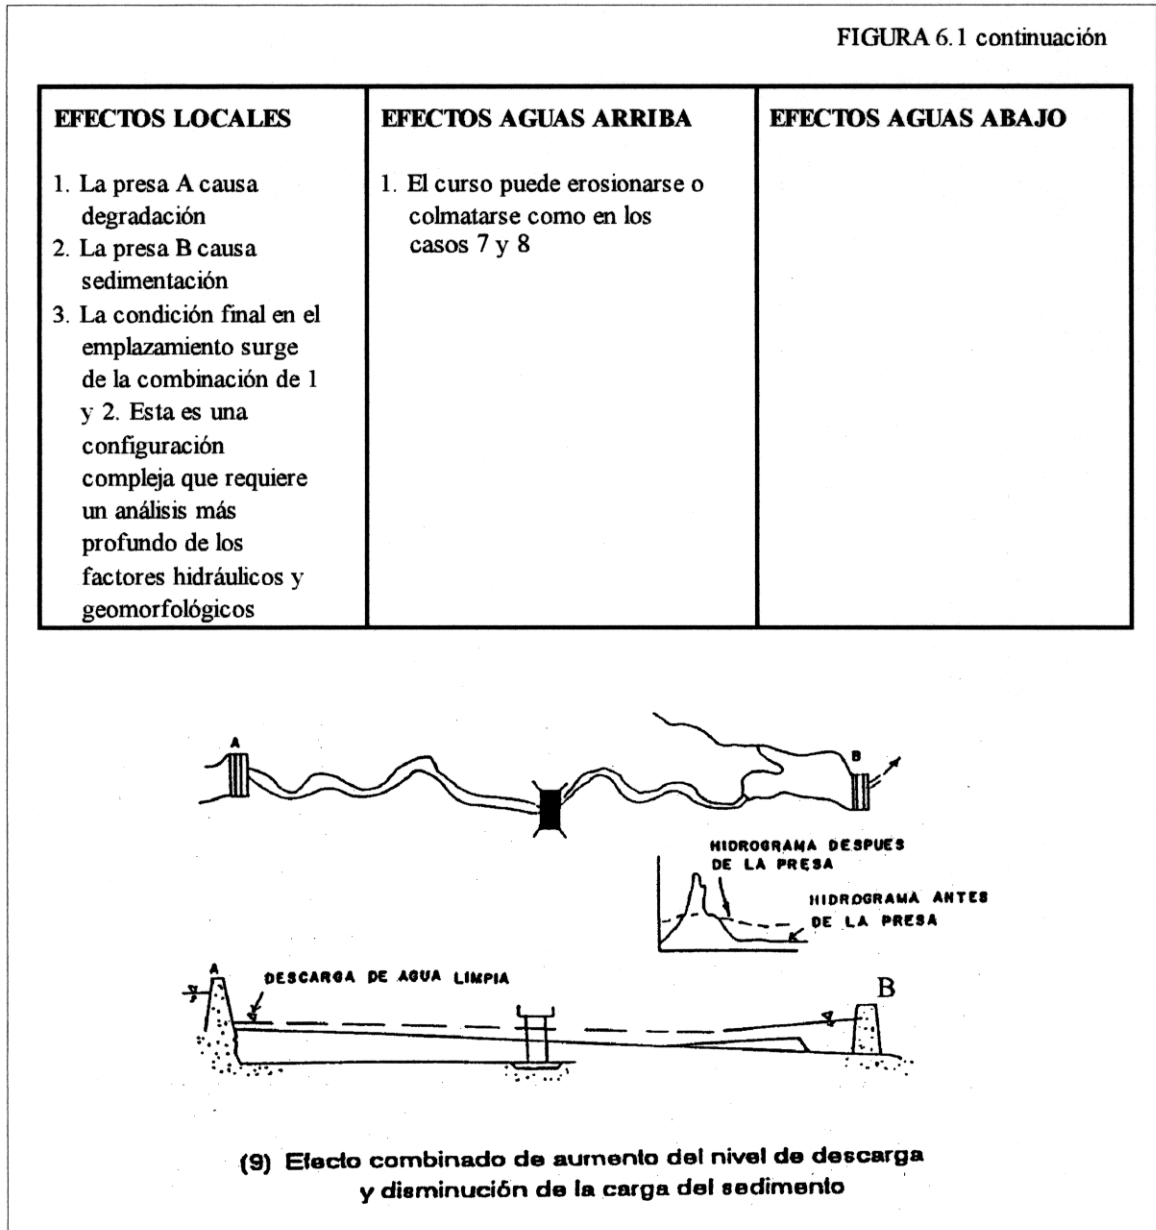 FIGURA 6.1 continuación
EFECTOS LOCALES
1. La presa A causa
degradación
2. La presa B causa
sedimentación
3. La condición final en el
emplazamiento surge
de la combinación de 1
y 2. Esta es una
configuración
compleja que requiere
un análisis más
profundo de los
factores hidráulicos y
geomorfológicos
EFECTOS AGUAS ARRIBA
1. El curso puede erosionarse o
colmatarse como en los
casos 7 y 8
EFECTOS AGUAS ABAJO
A
B
HIDROGRAMA DESPUES
DE LA PRESA
HIDROGRAMA ANTES
DE LA PRESA
A
DESCARGA DE AGUA LIMPIA
B
(9) Efecto combinado de aumento del nivel de descarga
y disminución de la carga del sedimento